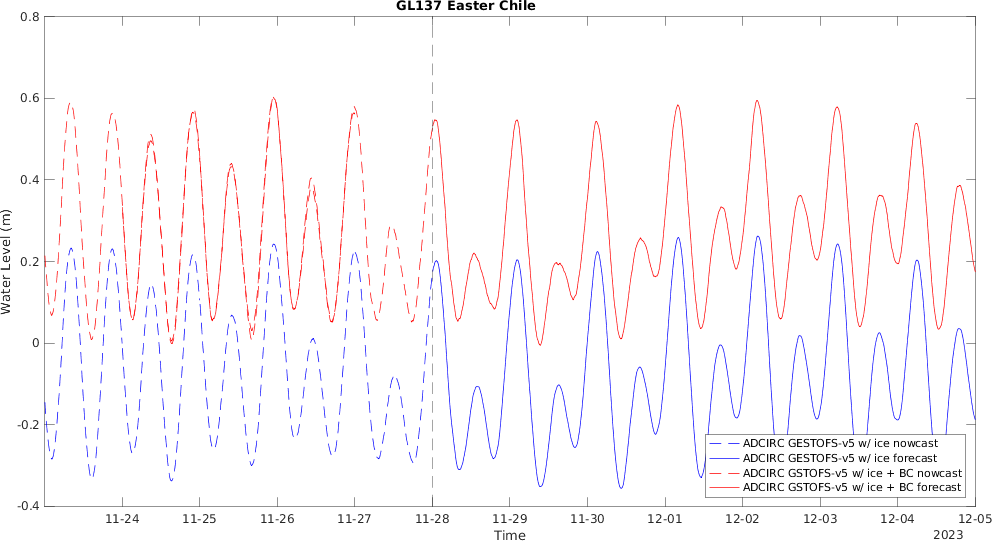 GL137 Easter Chile
0.8
0.6
0.4
0.2
0
-0.2
-0.4
Water Level (m)
ADCIRC GESTOFS-v5 w/ ice nowcast
ADCIRC GESTOFS-v5 w/ ice forecast
ADCIRC GSTOFS-v5 w/ ice + BC nowcast
ADCIRC GSTOFS-v5 w/ ice + BC forecast
11-24 11-25 11-26 11-27 11-28 11-29 11-30 12-01 12-02 12-03 12-04 12-05
Time
2023